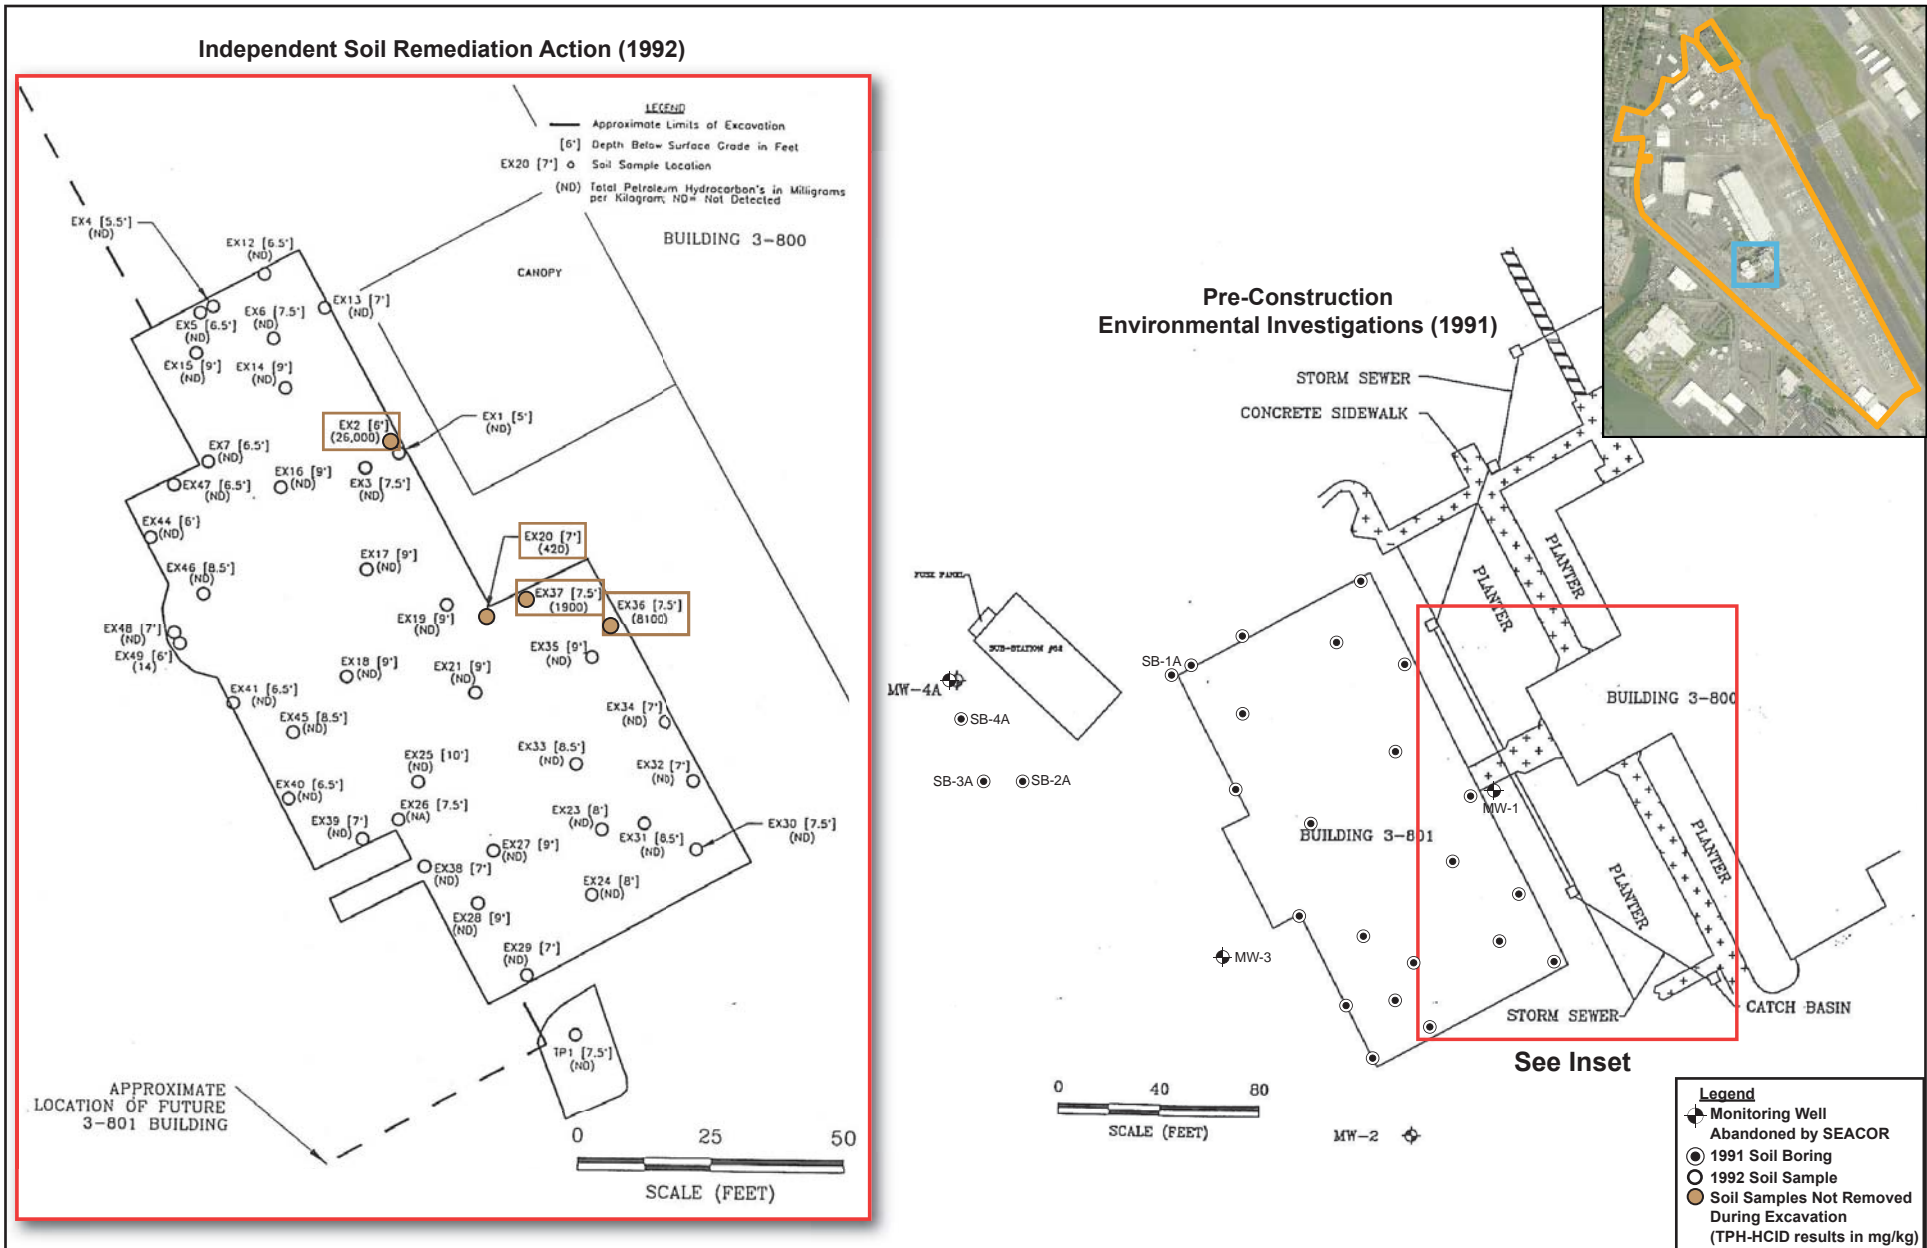 Independent Soil Remediation Action (1992)
LEGEND
Approximate Limits of Excavation
[6'] Depth Below Surface Grade in Feet
EX20 [7'] Soil Sample Location
(ND) Total Petroleum Hydrocarbon's in Milligrams
per Kilogram; ND= Not Detected
BUILDING 3-800
CANOPY
EX4 [5.5']
(ND)
EX12 [6.5']
(ND)
EX13 [7']
(ND)
EX5 [6.5']
(ND)
EX6 [7.5']
(ND)
EX15 [9']
(ND)
EX14 [9']
(ND)
EX2 [6']
(26,000)
EX1 [5']
(ND)
EX7 [6.5']
(ND)
EX47 [6.5']
(ND)
EX16 [9']
(ND)
EX3 [7.5']
(ND)
EX44 [6']
(ND)
EX20 [7']
(420)
EX17 [9']
(ND)
EX46 [8.5']
(ND)
EX37 [7.5']
(1900)
EX36 [7.5']
(8100)
EX19 [9']
(ND)
EX48 [7']
(ND)
EX49 [6']
(14)
EX35 [9']
(ND)
EX18 [9']
(ND)
EX21 [9']
(ND)
EX41 [6.5']
(ND)
EX45 [8.5']
(ND)
EX34 [7']
(ND)
EX25 [10']
(ND)
EX33 [8.5']
(ND)
EX32 [7']
(ND)
EX40 [6.5']
(ND)
EX26 [7.5']
(NA)
EX39 [7']
(ND)
EX23 [8']
(ND)
EX31 [8.5']
(ND)
EX30 [7.5']
(ND)
EX27 [9']
(ND)
EX38 [7']
(ND)
EX24 [8']
(ND)
EX28 [9']
(ND)
EX29 [7']
(ND)
TP1 [7.5']
(ND)
APPROXIMATE
LOCATION OF FUTURE
3-801 BUILDING
0 25 50
SCALE (FEET)
Pre-Construction
Environmental Investigations (1991)
STORM SEWER
CONCRETE SIDEWALK
PLANTER
PLANTER
FUSE PANEL
SUB-STATION #62
MW-4A
SB-4A
SB-3A
SB-2A
SB-1A
BUILDING 3-800
MW-1
BUILDING 3-801
PLANTER
PLANTER
MW-3
STORM SEWER
CATCH BASIN
See Inset
0 40 80
SCALE (FEET)
MW-2
Legend
Monitoring Well
Abandoned by SEACOR
1991 Soil Boring
1992 Soil Sample
Soil Samples Not Removed
During Excavation
(TPH-HCID results in mg/kg)